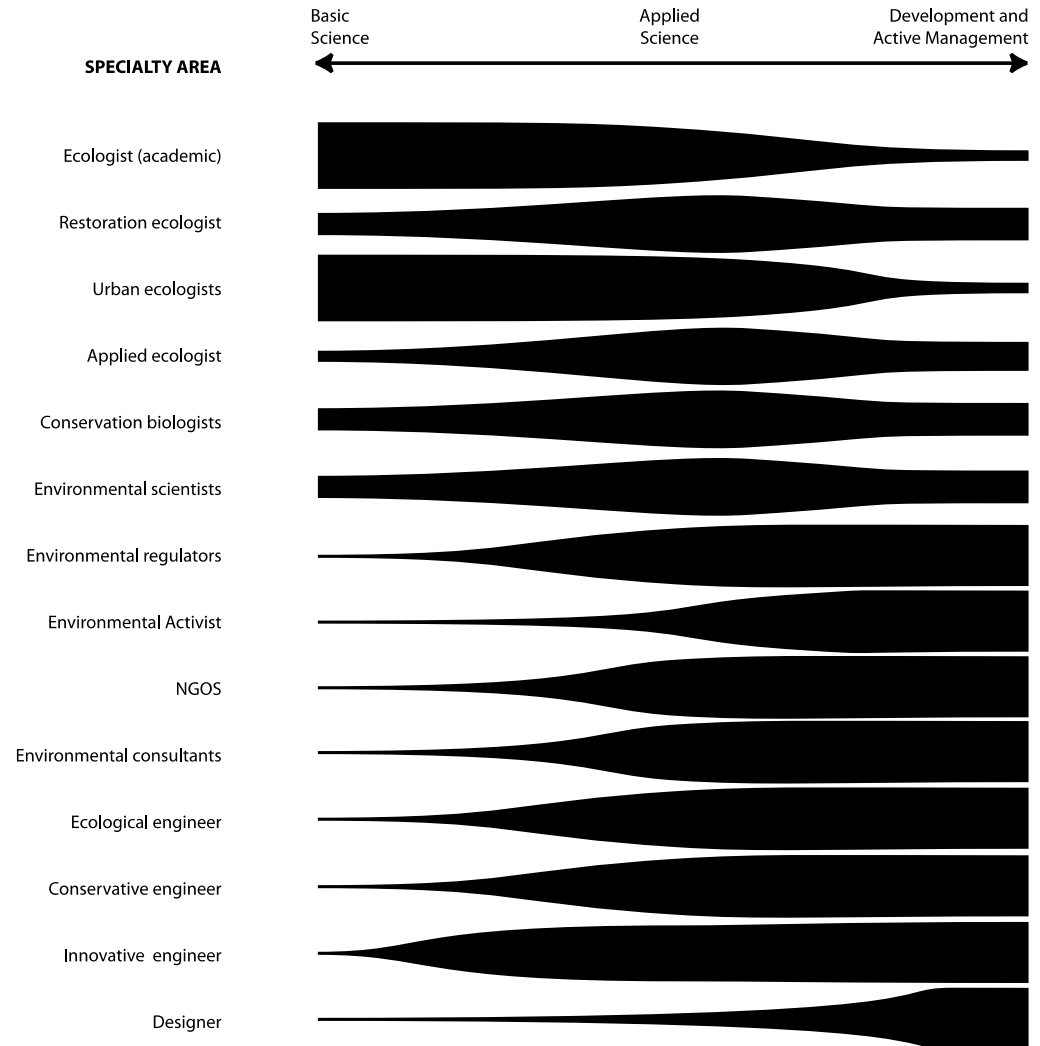 Basic
Science
Applied
Science
Development and
Active Management
SPECIALTY AREA
Ecologist (academic)
Restoration ecologist
Urban ecologists
Applied ecologist
Conservation biologists
Environmental scientists
Environmental regulators
Environmental Activist
NGOS
Environmental consultants
Ecological engineer
Conservative engineer
Innovative engineer
Designer